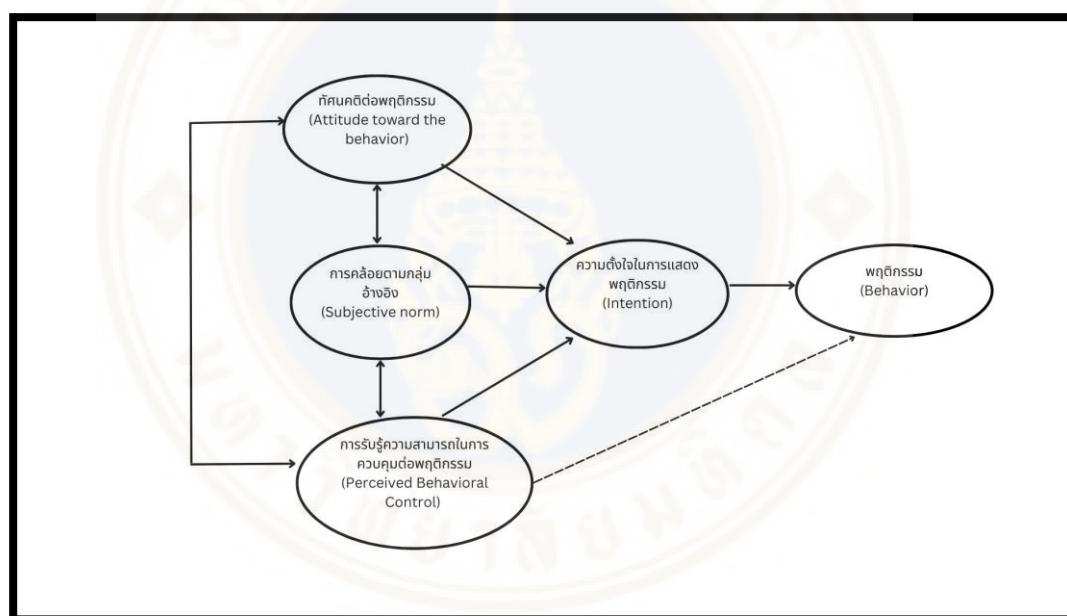 ทัศนคติต่อพฤติกรรม
(Attitude toward the
behavior)
การคล้อยตามกลุ่ม
อ้างอิง
(Subjective norm)
ความตั้งใจในการแสดง
พฤติกรรม
(Intention)
พฤติกรรม
(Behavior)
การรับรู้ความสามารถในการ
ควบคุมต่อพฤติกรรม
(Perceived Behavioral
Control)